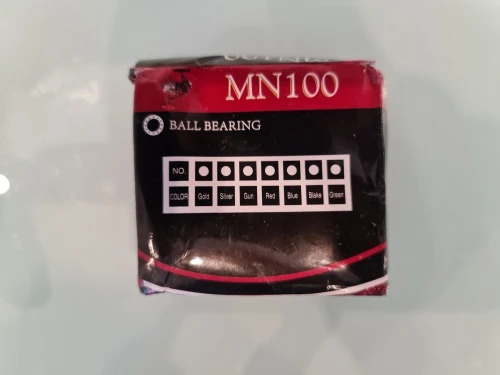 MN100
BALL BEARING
NO.
COLOR Gold Silver Gun Red Blue Blake Green